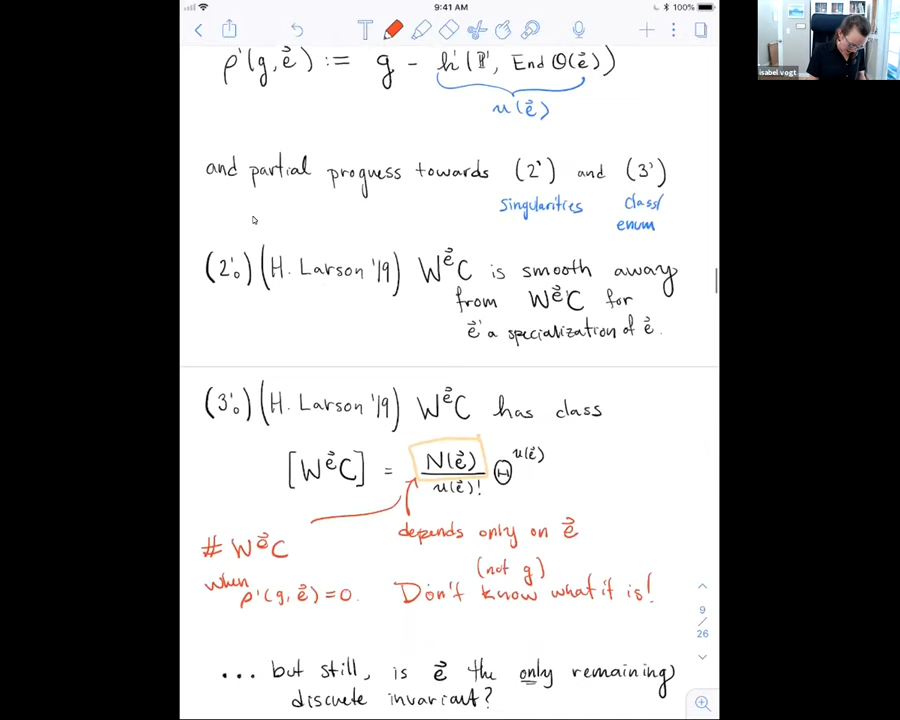 9:41 AM
100%
isabel vogt
ρ'(g, e⃗) := g - h¹(ℙ¹, End O(e⃗))
u(e⃗)
and partial progress towards (2') and (3')
singularities
class/
enum
(2'₀) (H. Larson '19) W^e⃗ C is smooth away
from W^e⃗' C for
e⃗' a specialization of e⃗.
(3'₀) (H. Larson '19) W^e⃗ C has class
[W^e⃗ C] = N(e⃗)/u(e⃗)! Θ^u(e⃗)
depends only on e⃗
# W^e⃗ C
(not g)
when
ρ'(g, e⃗) = 0.
Don't know what it is!
9
/
26
... but still, is e⃗ the only remaining
discrete invariant?